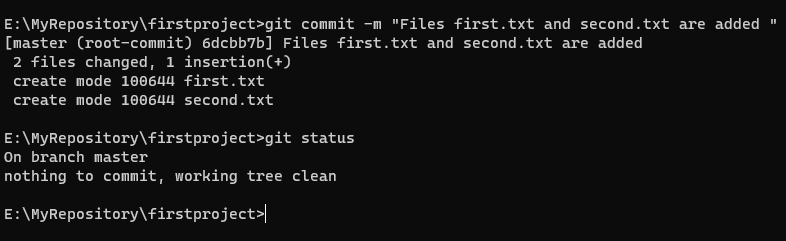 E:\MyRepository\firstproject>git commit -m "Files first.txt and second.txt are added "
[master (root-commit) 6dcbb7b] Files first.txt and second.txt are added
 2 files changed, 1 insertion(+)
 create mode 100644 first.txt
 create mode 100644 second.txt

E:\MyRepository\firstproject>git status
On branch master
nothing to commit, working tree clean

E:\MyRepository\firstproject>